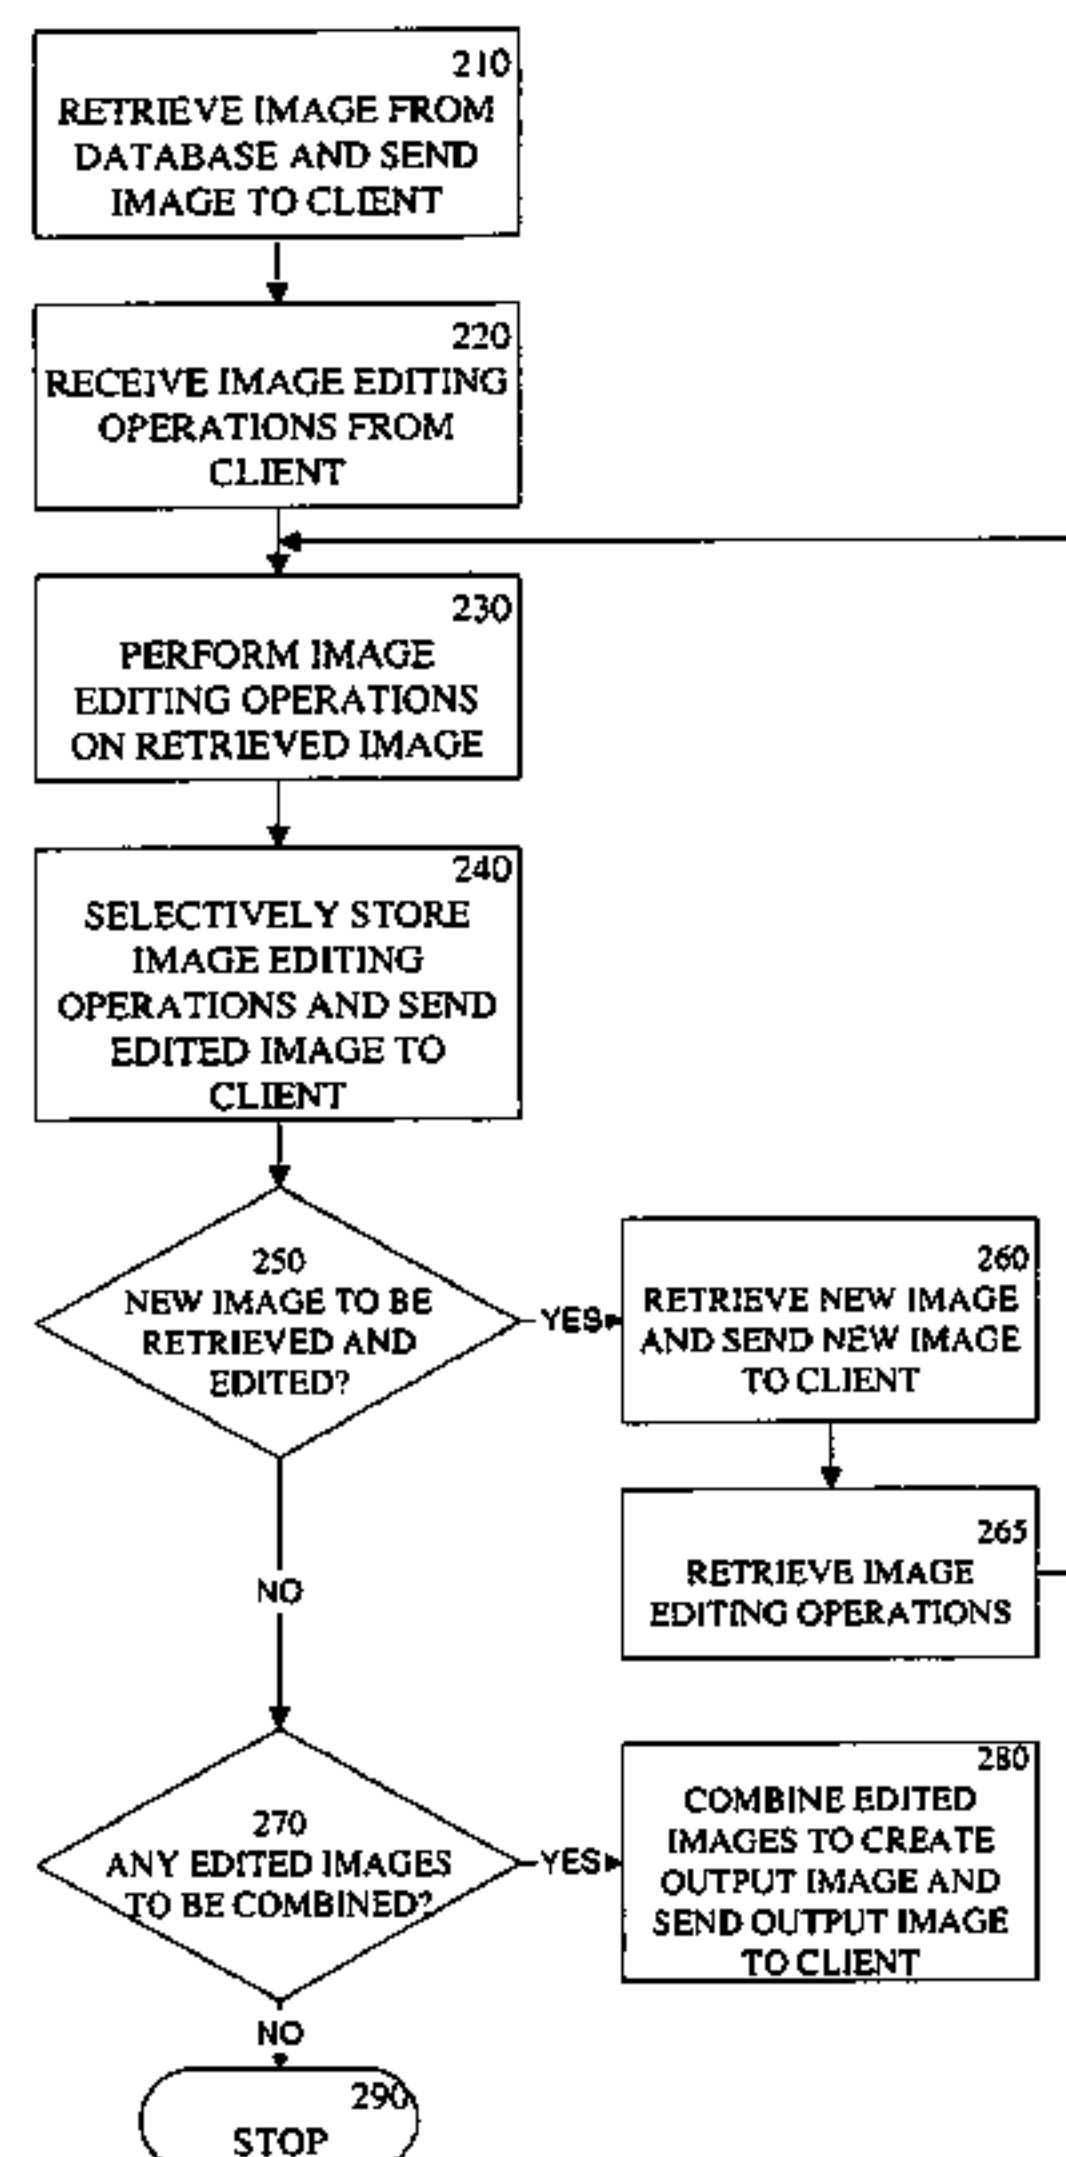 210
RETRIEVE IMAGE FROM
DATABASE AND SEND
IMAGE TO CLIENT
220
RECEIVE IMAGE EDITING
OPERATIONS FROM
CLIENT
230
PERFORM IMAGE
EDITING OPERATIONS
ON RETRIEVED IMAGE
240
SELECTIVELY STORE
IMAGE EDITING
OPERATIONS AND SEND
EDITED IMAGE TO
CLIENT
250
NEW IMAGE TO BE
RETRIEVED AND
EDITED?
YES
260
RETRIEVE NEW IMAGE
AND SEND NEW IMAGE
TO CLIENT
265
RETRIEVE IMAGE
EDITING OPERATIONS
NO
270
ANY EDITED IMAGES
TO BE COMBINED?
YES
280
COMBINE EDITED
IMAGES TO CREATE
OUTPUT IMAGE AND
SEND OUTPUT IMAGE
TO CLIENT
NO
290
STOP